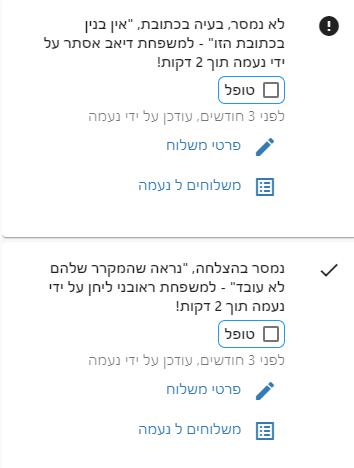 לא נמסר, בעיה בכתובת, "אין בנין
בכתובת הזו" - למשפחת דיאב אסתר על
ידי נעמה תוך 2 דקות!
טופל
לפני 3 חודשים, עודכן על ידי נעמה
פרטי משלוח
משלוחים ל נעמה
נמסר בהצלחה, "נראה שהמקרר שלהם
לא עובד" - למשפחת ראובני ליחן על ידי
נעמה תוך 2 דקות!
טופל
לפני 3 חודשים, עודכן על ידי נעמה
פרטי משלוח
משלוחים ל נעמה